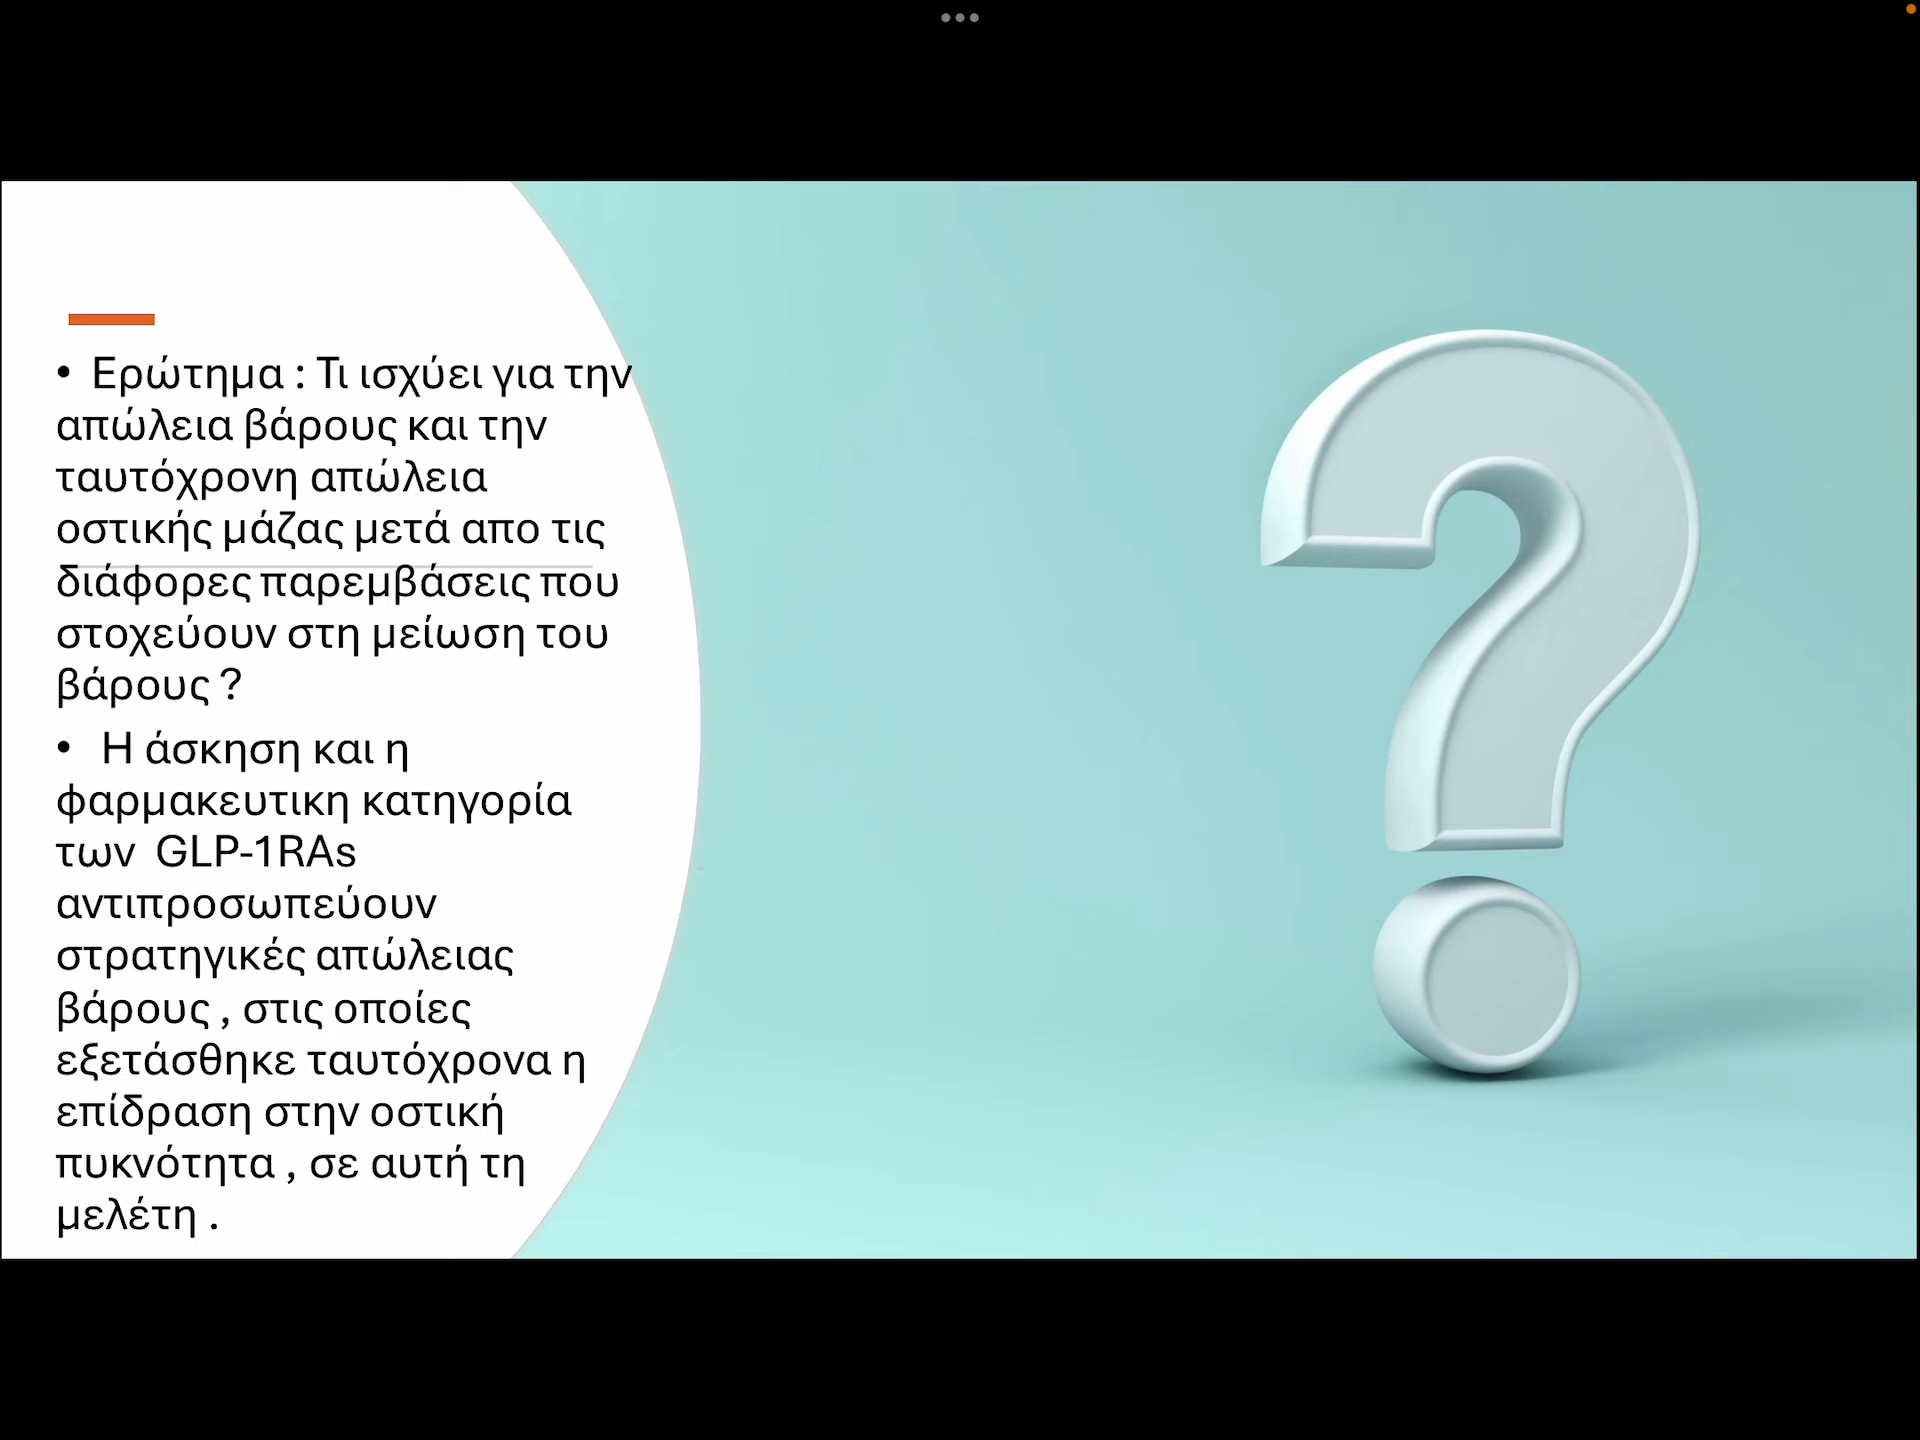 • Ερώτημα : Τι ισχύει για την
απώλεια βάρους και την
ταυτόχρονη απώλεια
οστικής μάζας μετά απο τις
διάφορες παρεμβάσεις που
στοχεύουν στη μείωση του
βάρους ?
• Η άσκηση και η
φαρμακευτικη κατηγορία
των GLP-1RAs
αντιπροσωπεύουν
στρατηγικές απώλειας
βάρους , στις οποίες
εξετάσθηκε ταυτόχρονα η
επίδραση στην οστική
πυκνότητα , σε αυτή τη
μελέτη .